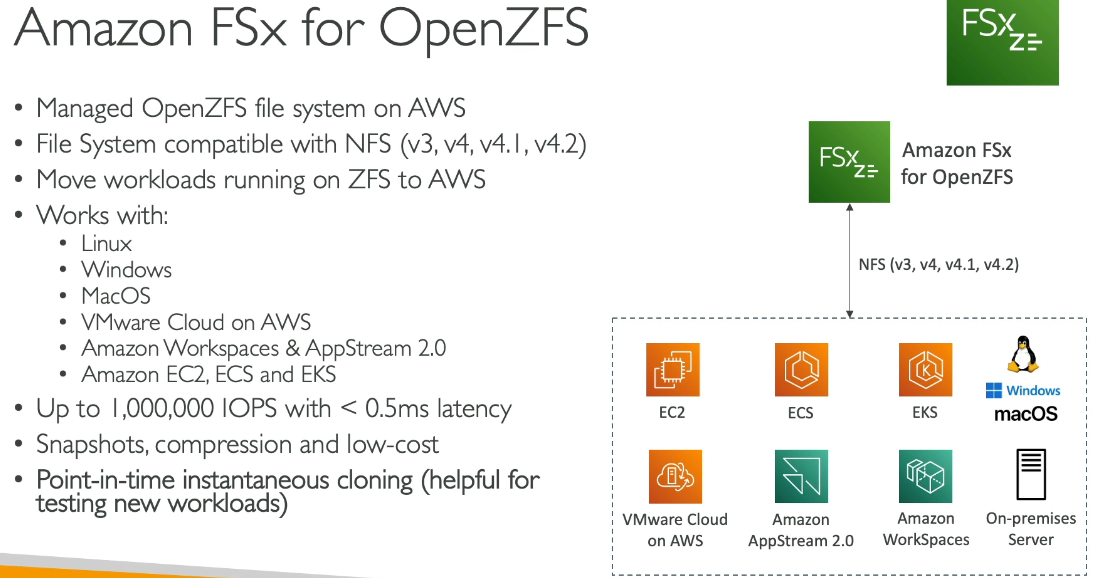 Amazon FSx for OpenZFS
FSx
• Managed OpenZFS file system on AWS
• File System compatible with NFS (v3, v4, v4.1, v4.2)
• Move workloads running on ZFS to AWS
• Works with:
• Linux
• Windows
• MacOS
• VMware Cloud on AWS
• Amazon Workspaces & AppStream 2.0
• Amazon EC2, ECS and EKS
• Up to 1,000,000 IOPS with < 0.5ms latency
• Snapshots, compression and low-cost
• Point-in-time instantaneous cloning (helpful for
testing new workloads)
FSx
Amazon FSx
for OpenZFS
NFS (v3, v4, v4.1, v4.2)
EC2
ECS
K
EKS
Windows
macOS
VMware Cloud
on AWS
Amazon
AppStream 2.0
Amazon
WorkSpaces
On-premises
Server